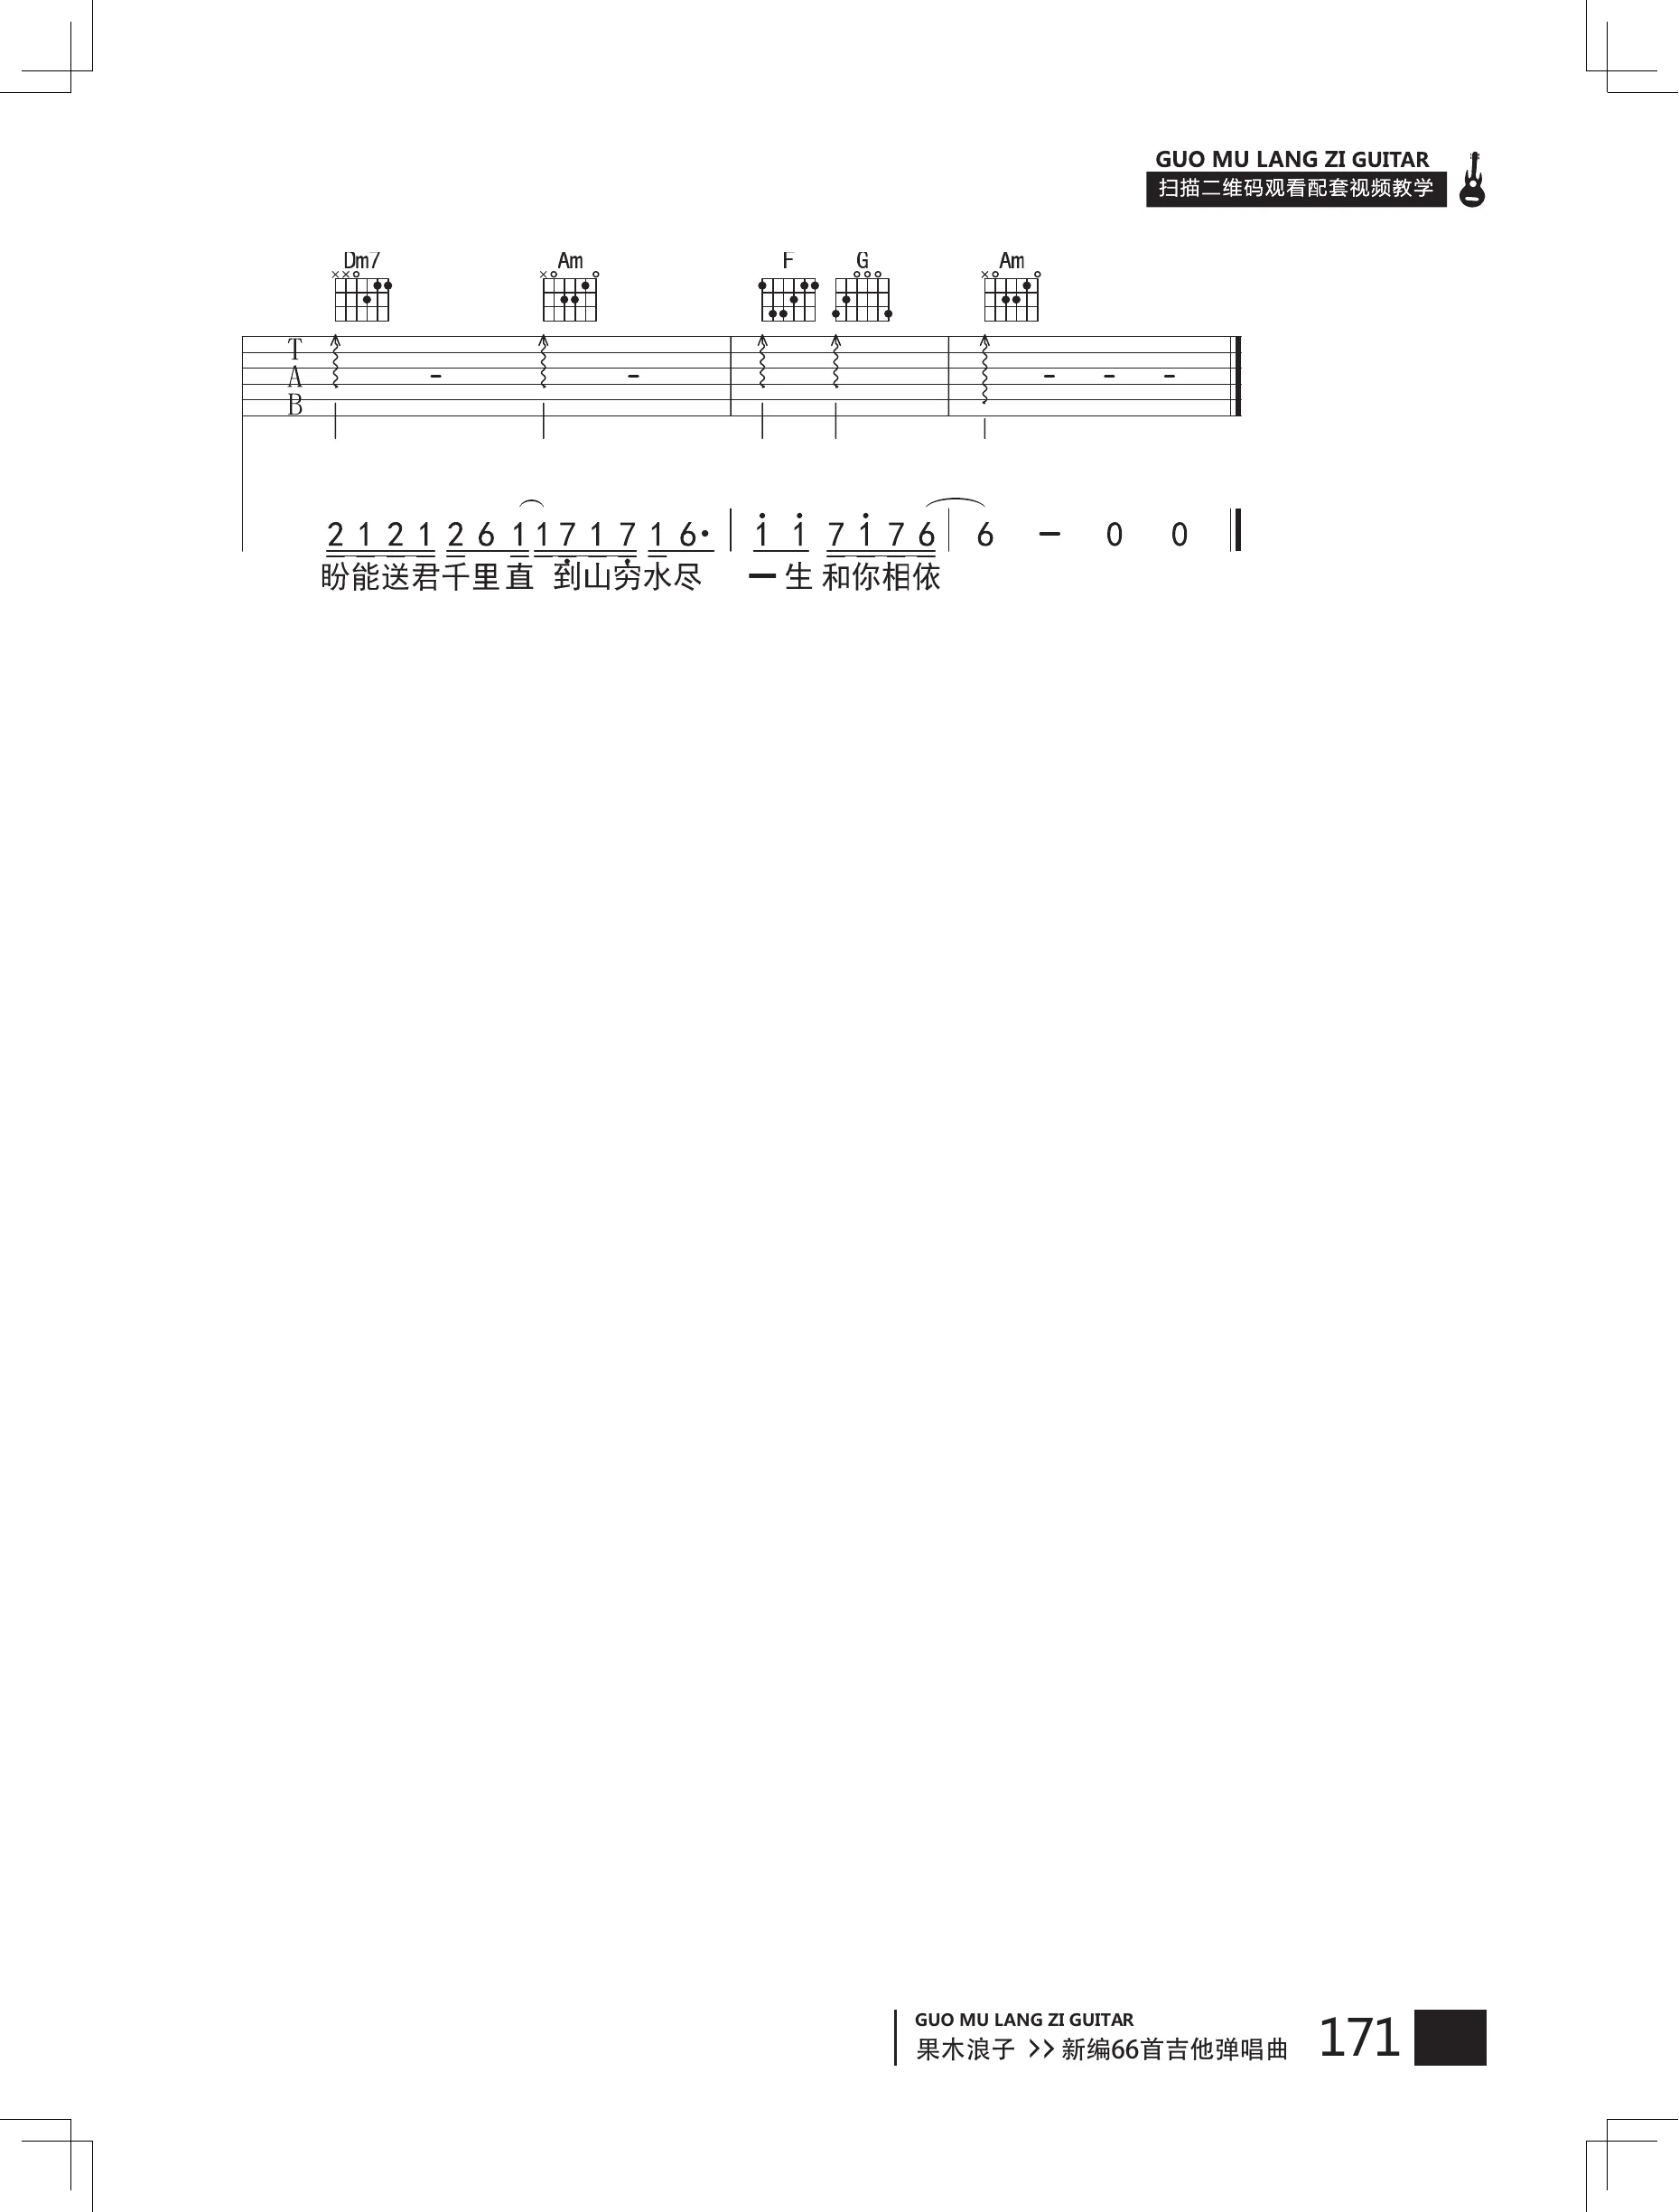 GUO MU LANG ZI GUITAR
扫描二维码观看配套视频教学
Dm7 Am F G Am
T
A
B
2 1 2 1 2 6 1 1 7 1 7 1 6· 1 1 7 1 7 6 6 – 0 0
盼能送君千里直 到山穷水尽 一生 和你相依
GUO MU LANG ZI GUITAR
果木浪子 >> 新编66首吉他弹唱曲 171